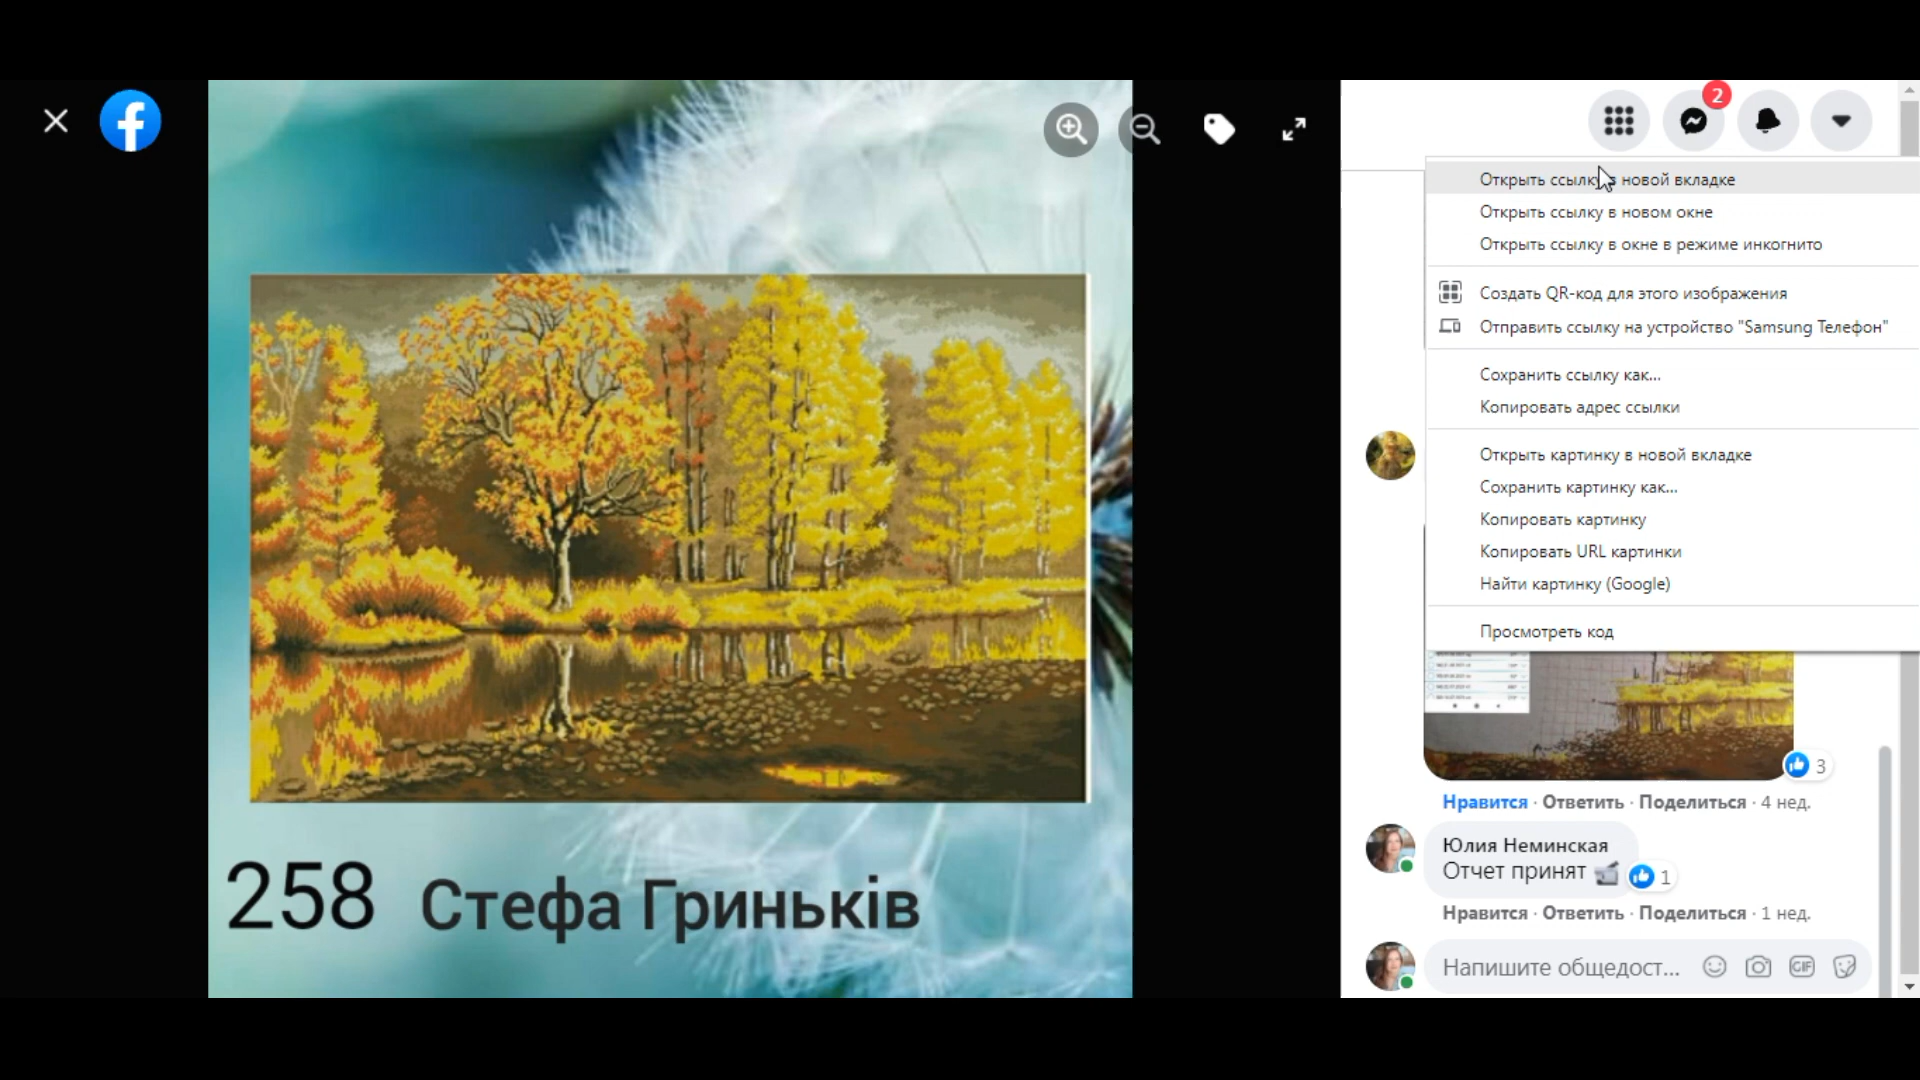 2
Открыть ссылку в новой вкладке
Открыть ссылку в новом окне
Открыть ссылку в окне в режиме инкогнито
Создать QR-код для этого изображения
Отправить ссылку на устройство "Samsung Телефон"
Сохранить ссылку как...
Копировать адрес ссылки
Открыть картинку в новой вкладке
Сохранить картинку как...
Копировать картинку
Копировать URL картинки
Найти картинку (Google)
Просмотреть код
3
Нравится · Ответить · Поделиться · 4 нед.
Юлия Неминская
Отчет принят
1
Нравится · Ответить · Поделиться · 1 нед.
Напишите общедост...
GIF
258 Стефа Гриньків